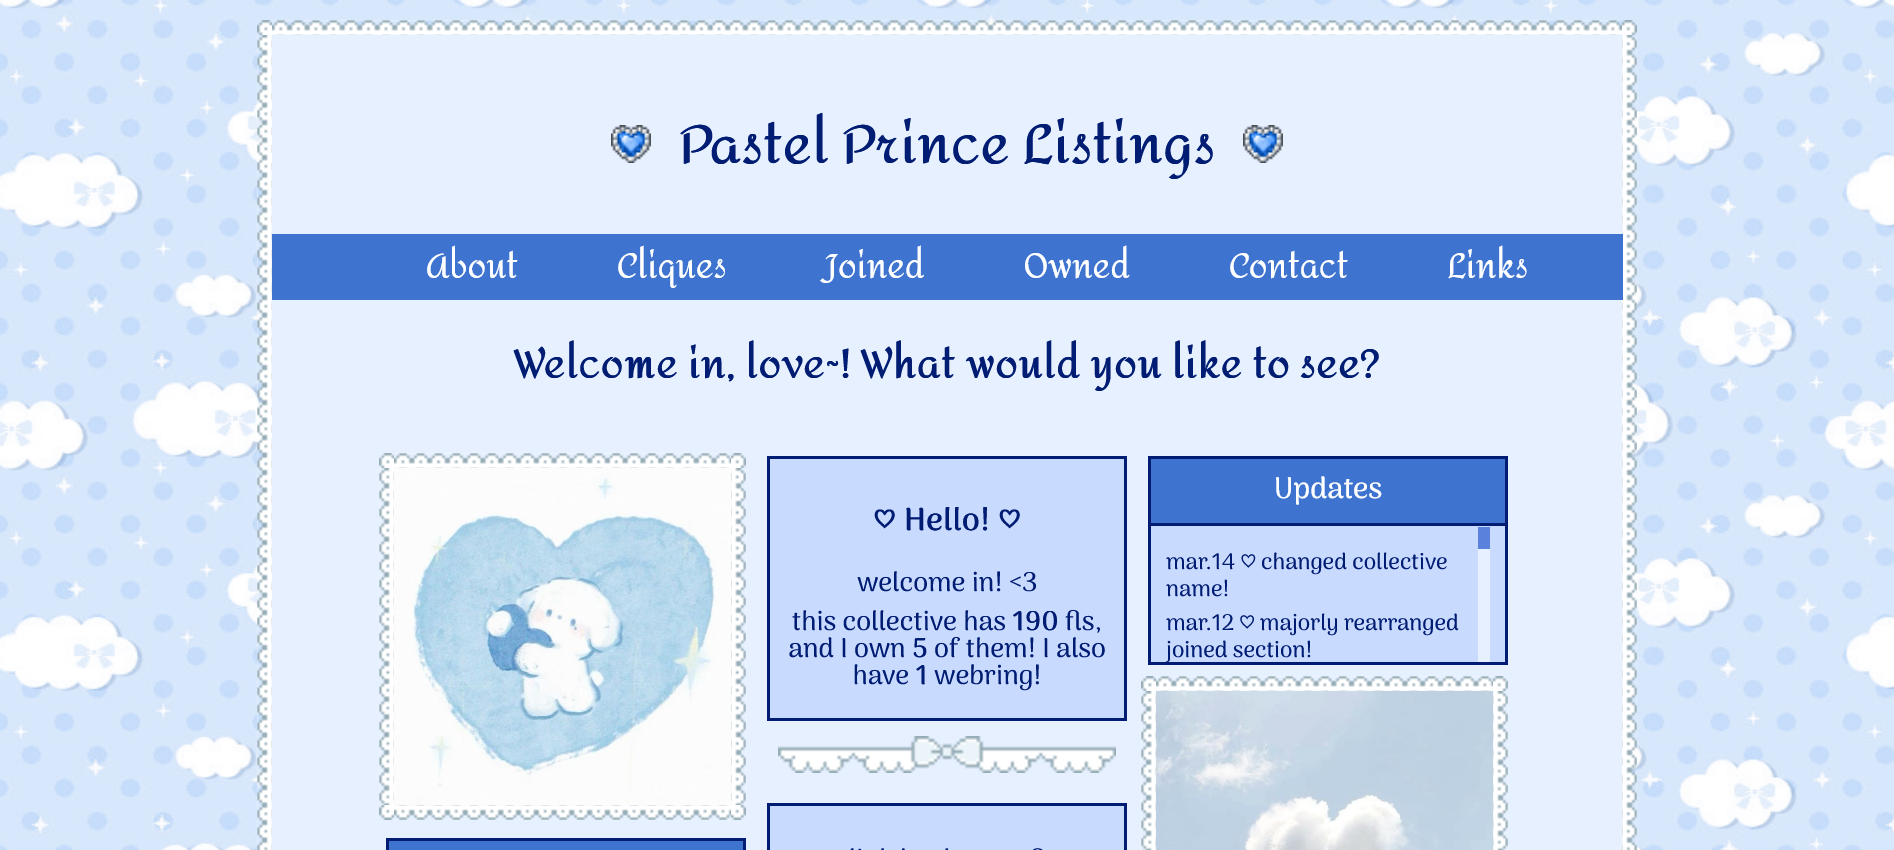 Pastel Prince Listings
About Cliques Joined Owned Contact Links
Welcome in, love~! What would you like to see?
♡ Hello! ♡
welcome in! <3
this collective has 190 fls,
and I own 5 of them! I also
have 1 webring!
Updates
mar.14 ♡ changed collective
name!
mar.12 ♡ majorly rearranged
joined section!